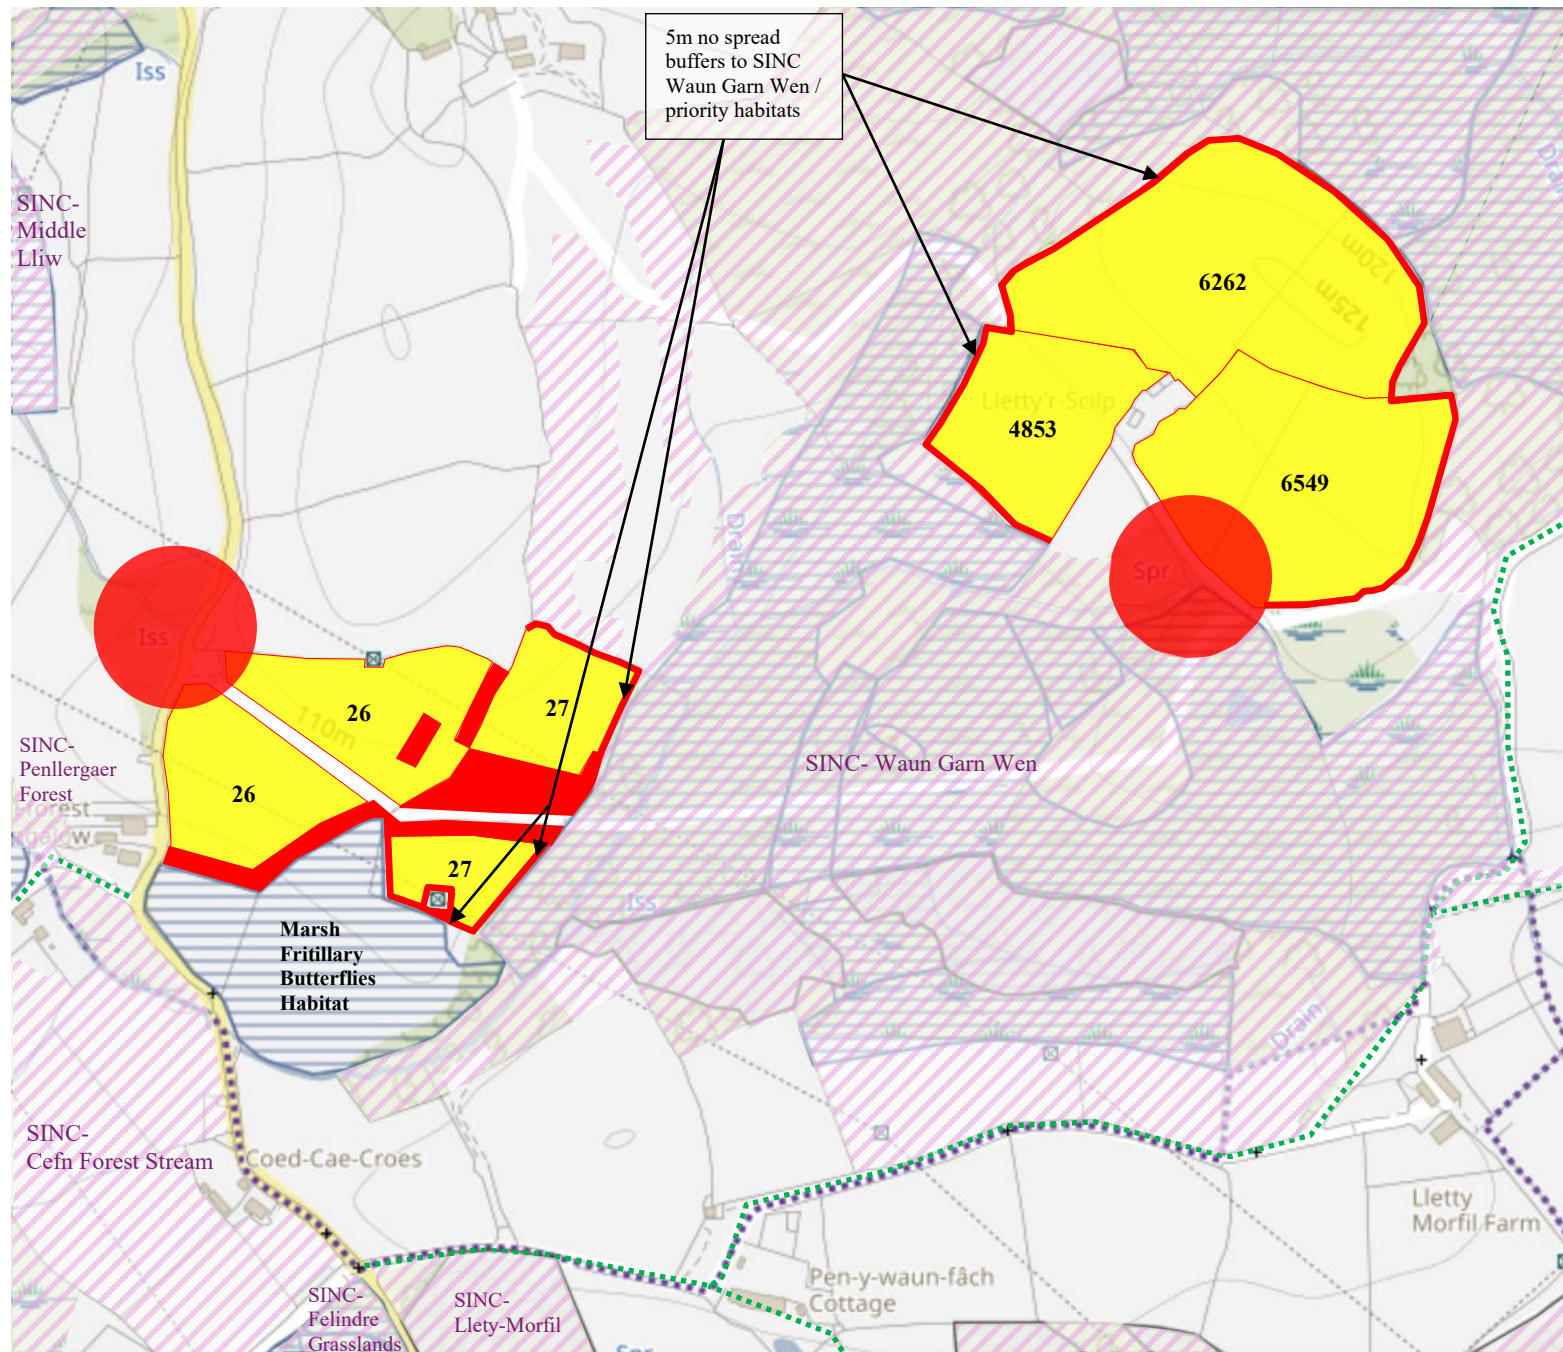 5m no spread
buffers to SINC
Waun Garn Wen /
priority habitats
Iss
Drain
SINC-
Middle
Lliw
120m
125m
6262
Lletty'r-Scilp
4853
6549
Drain
Spr
Iss
26
110m
27
SINC-
Penllergaer
Forest
26
SINC- Waun Garn Wen
27
Iss
Marsh
Fritillary
Butterflies
Habitat
Drain
SINC-
Cefn Forest Stream
Coed-Cae-Croes
Lletty
Morfil Farm
Pen-y-waun-fâch
Cottage
SINC-
Felindre
Grasslands
SINC-
Llety-Morfil
Spr